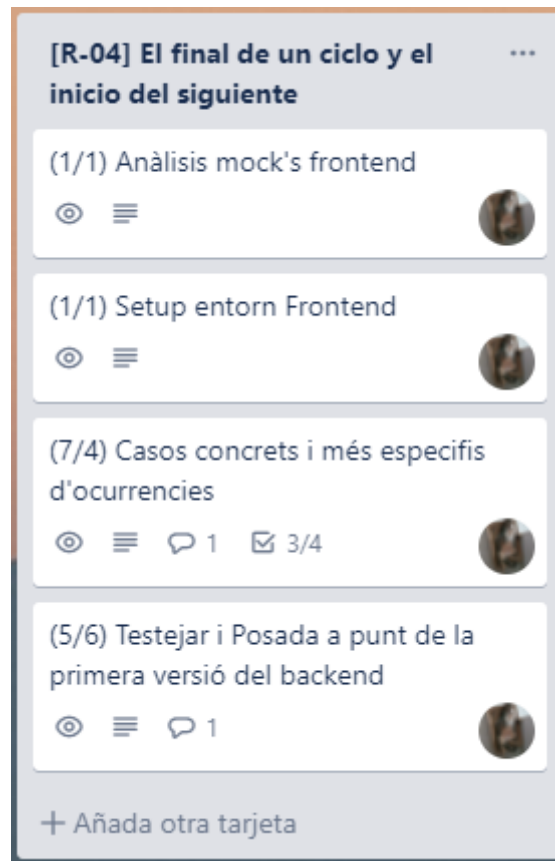 [R-04] El final de un ciclo y el
inicio del siguiente
(1/1) Anàlisis mock's frontend
(1/1) Setup entorn Frontend
(7/4) Casos concrets i més especifis
d'ocurrencies
1 3/4
(5/6) Testejar i Posada a punt de la
primera versió del backend
1
+ Añada otra tarjeta